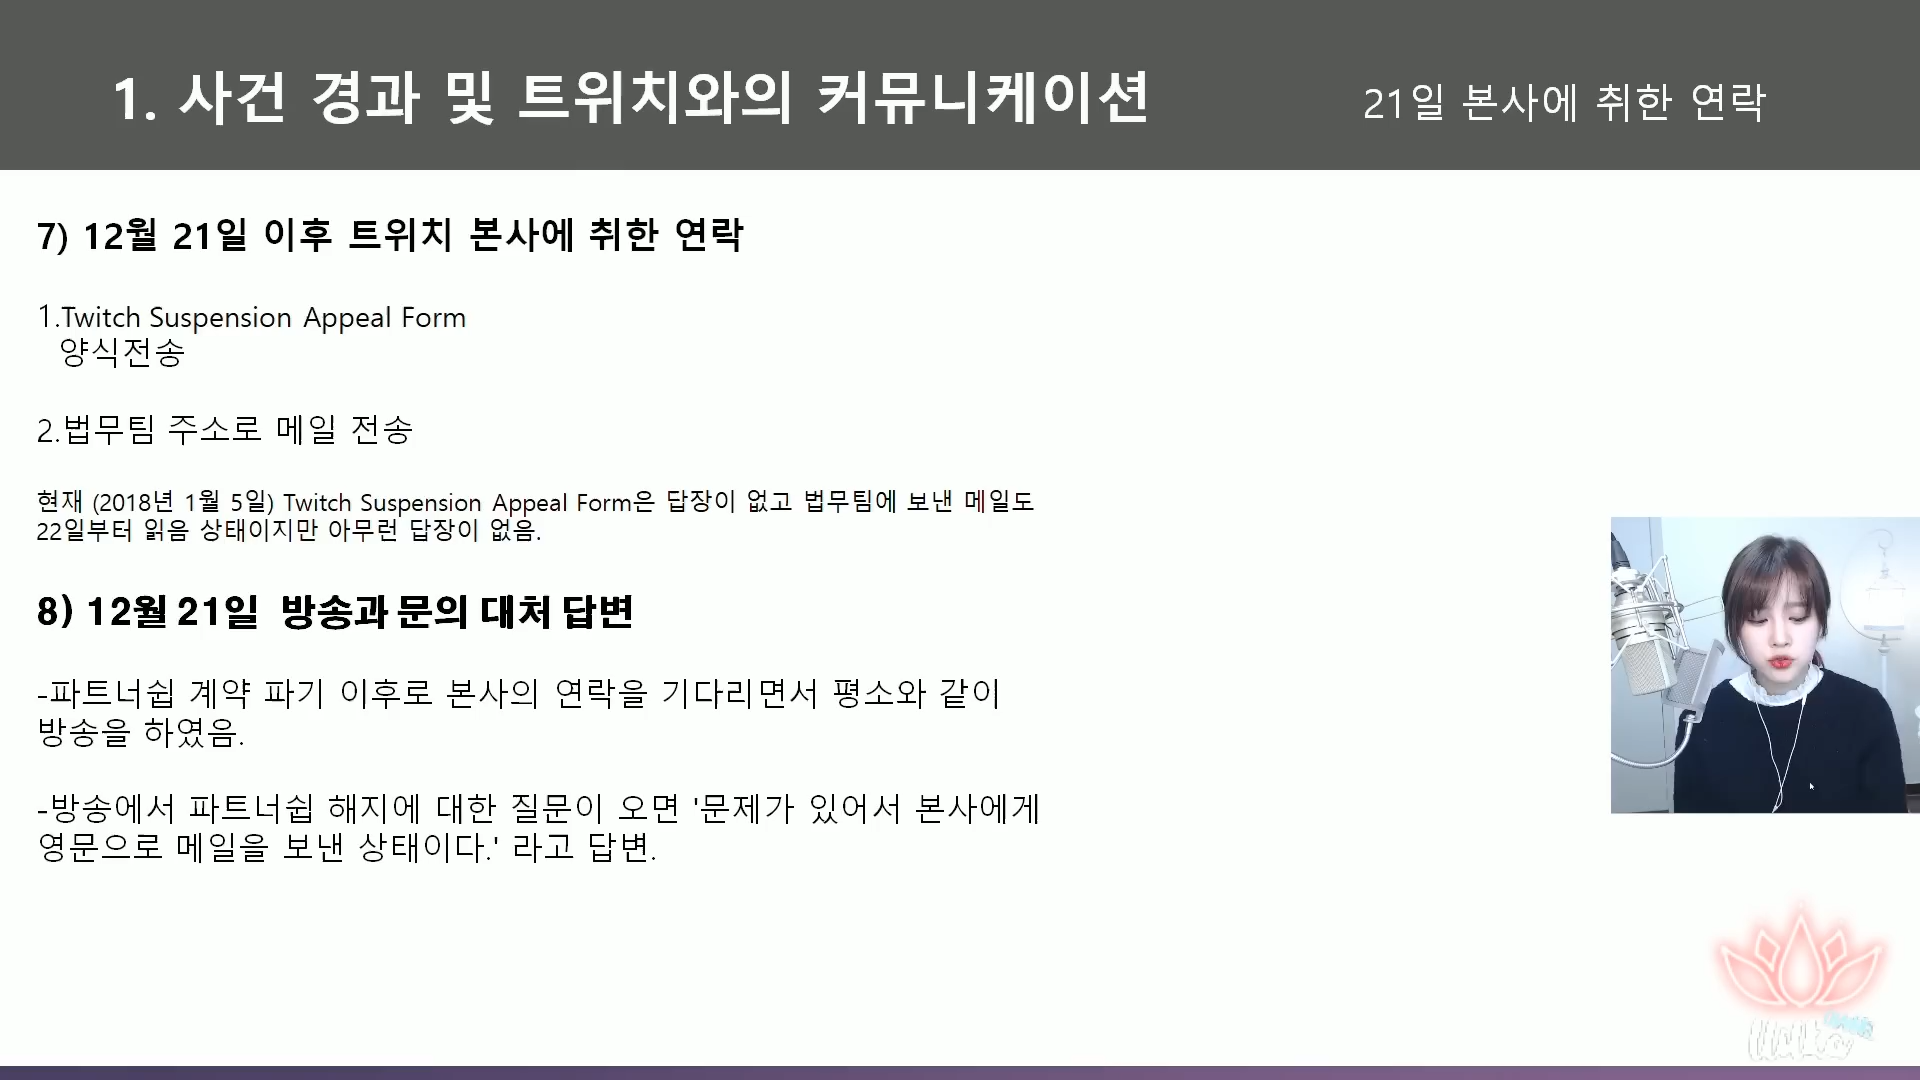 1. 사건 경과 및 트위치와의 커뮤니케이션
21일 본사에 취한 연락
7) 12월 21일 이후 트위치 본사에 취한 연락
1.Twitch Suspension Appeal Form
양식전송
2.법무팀 주소로 메일 전송
현재 (2018년 1월 5일) Twitch Suspension Appeal Form은 답장이 없고 법무팀에 보낸 메일도
22일부터 읽음 상태이지만 아무런 답장이 없음.
8) 12월 21일 방송과 문의 대처 답변
-파트너쉽 계약 파기 이후로 본사의 연락을 기다리면서 평소와 같이
방송을 하였음.
-방송에서 파트너쉽 해지에 대한 질문이 오면 '문제가 있어서 본사에게
영문으로 메일을 보낸 상태이다.' 라고 답변.